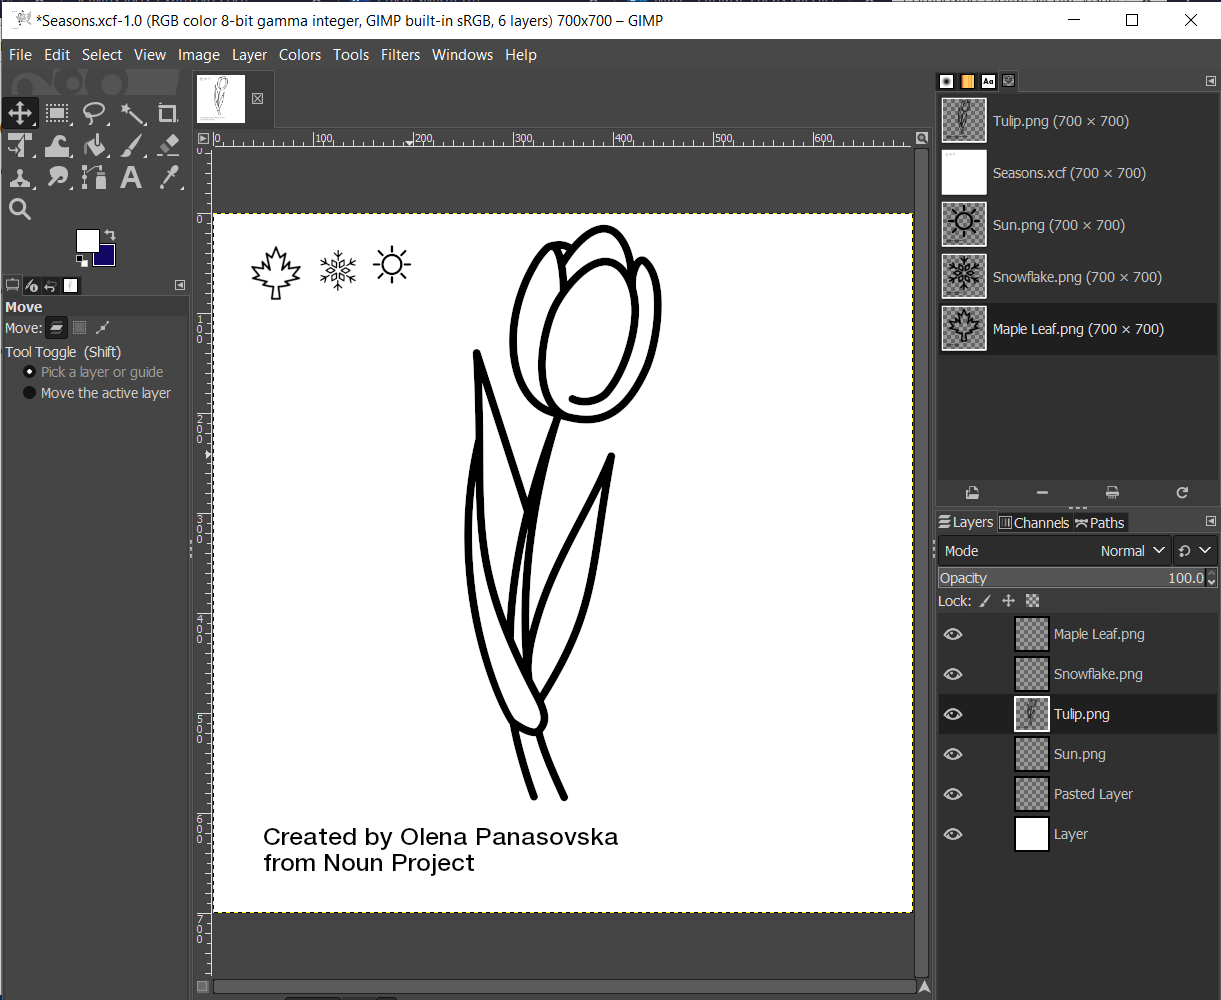 *Seasons.xcf-1.0 (RGB color 8-bit gamma integer, GIMP built-in sRGB, 6 layers) 700x700 – GIMP
File Edit Select View Image Layer Colors Tools Filters Windows Help
0 100 200 300 400 500 600
0
0
100
200
300
400
500
600
700
Move
Move:
Tool Toggle (Shift)
Pick a layer or guide
Move the active layer
Created by Olena Panasovska
from Noun Project
Aa
Tulip.png (700 × 700)
Seasons.xcf (700 × 700)
Sun.png (700 × 700)
Snowflake.png (700 × 700)
Maple Leaf.png (700 × 700)
Layers Channels Paths
Mode Normal
Opacity 100.0
Lock:
Maple Leaf.png
Snowflake.png
Tulip.png
Sun.png
Pasted Layer
Layer